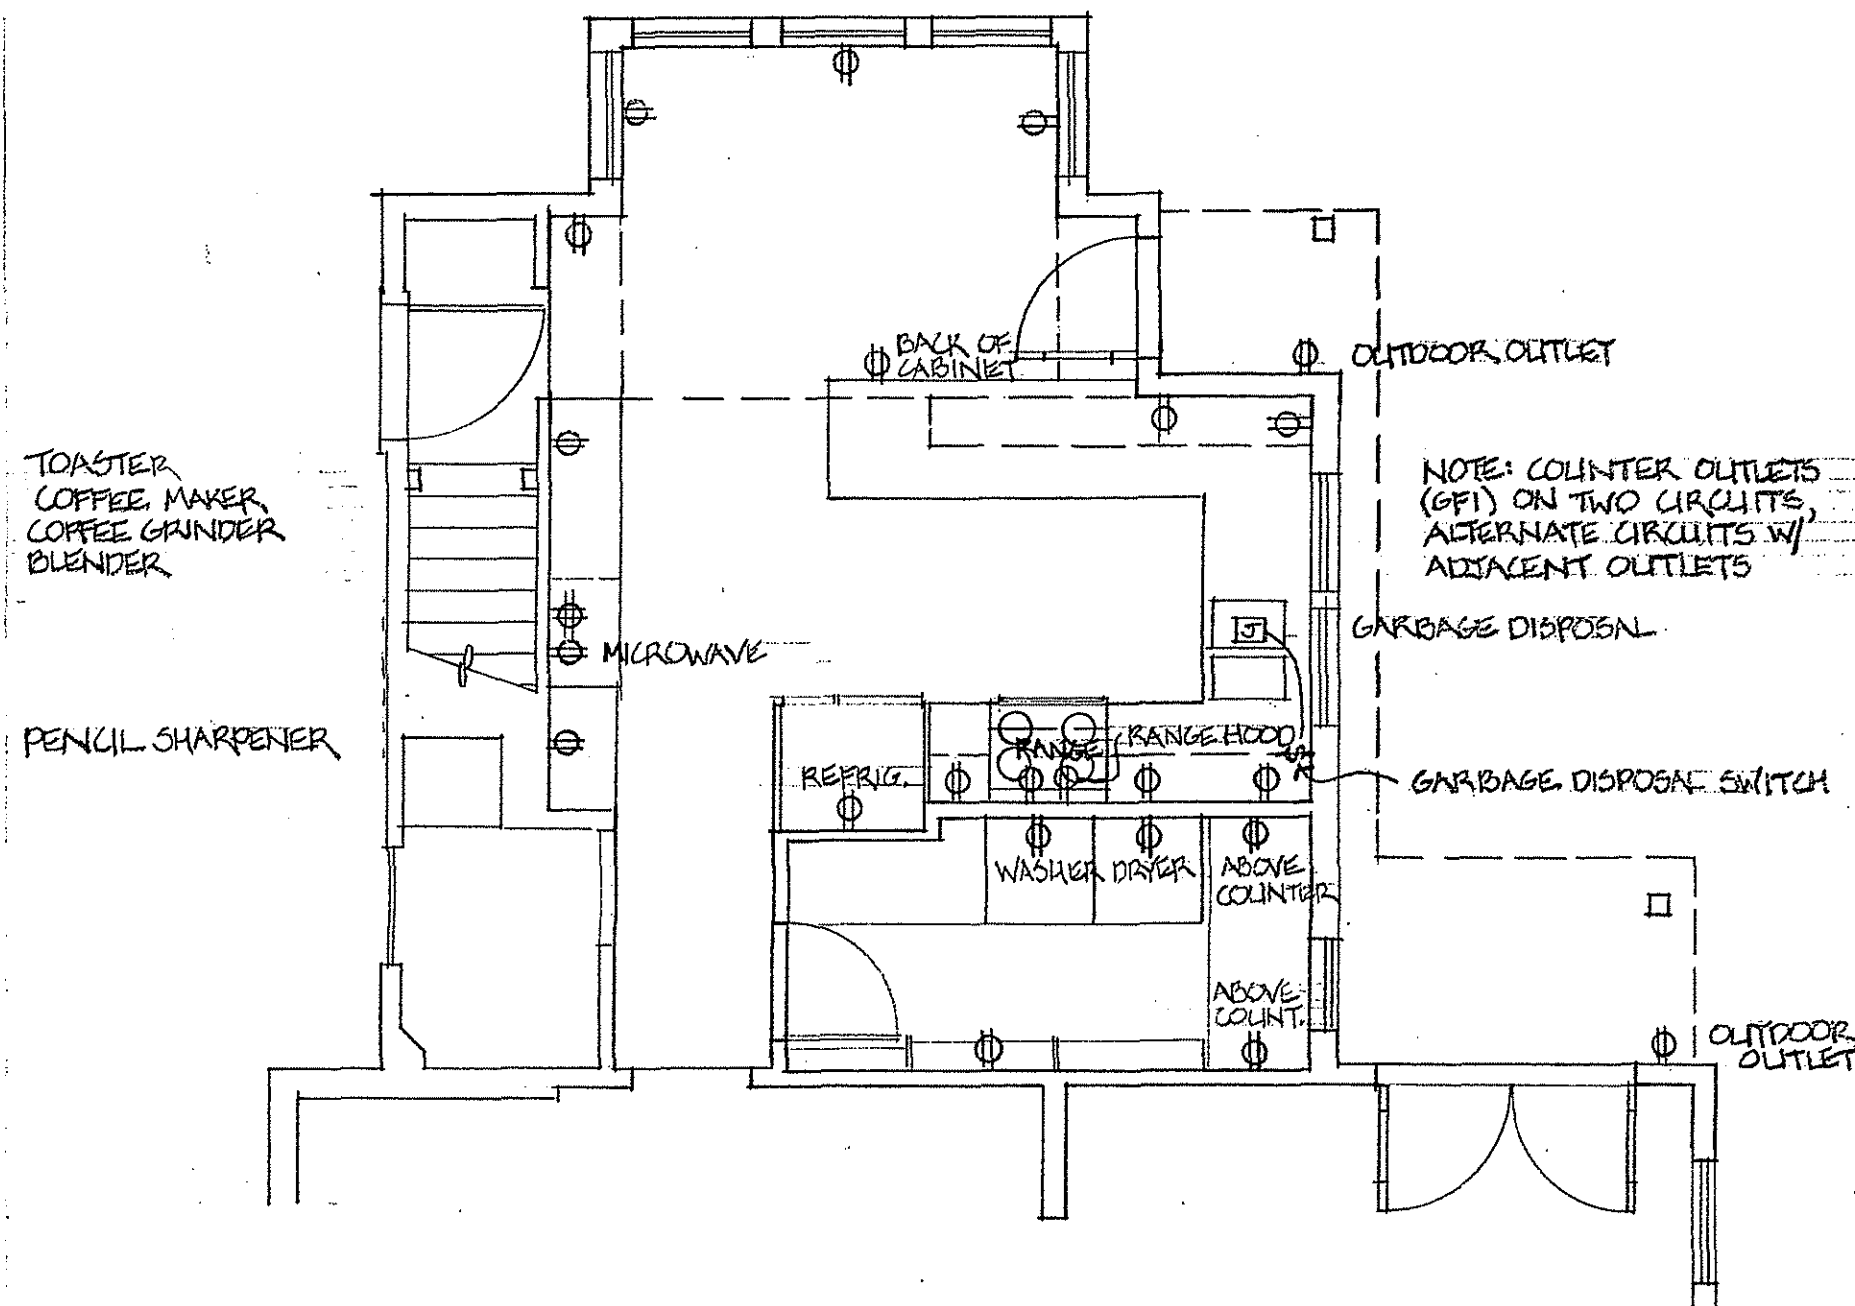 BACK OF
CABINET
OUTDOOR OUTLET
TOASTER
COFFEE MAKER
COFFEE GRINDER
BLENDER
NOTE: COUNTER OUTLETS
(GFI) ON TWO CIRCUITS,
ALTERNATE CIRCUITS W/
ADJACENT OUTLETS
J
GARBAGE DISPOSAL
MICROWAVE
PENCIL SHARPENER
RANGE
RANGE HOOD
REFRIG.
GARBAGE DISPOSAL SWITCH
WASHER
DRYER
ABOVE
COUNTER
ABOVE
COUNT.
OUTDOOR
OUTLET